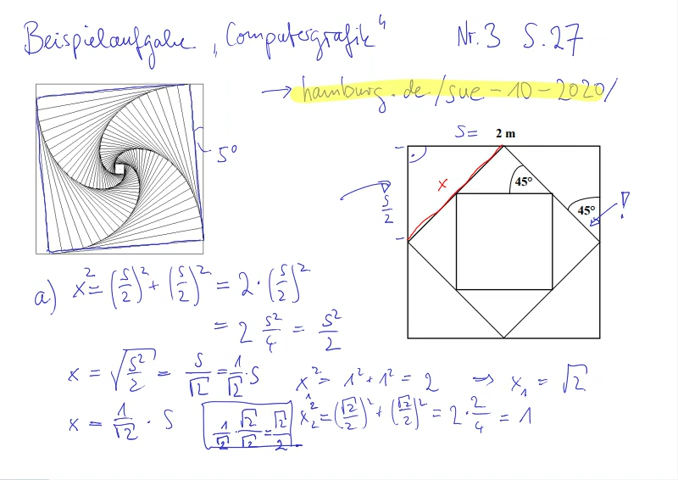 Beispielaufgabe „Computergrafik“ Nr. 3 S. 27
→ hamburg.de/sue-10-2020/
5°
s = 2 m
x
s/2
45°
45°
!
a) x² = (s/2)² + (s/2)² = 2 · (s/2)²
= 2 s²/4 = s²/2
x = √(s²/2) = s/√2 = 1/√2 · s
x₁² = 1² + 1² = 2 ⇒ x₁ = √2
x = 1/√2 · s
1/√2 · √2/√2 = √2/2
x₂² = (√2/2)² + (√2/2)² = 2 · 2/4 = 1